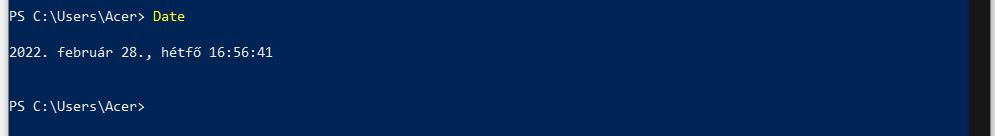 PS C:\Users\Acer> Date
2022. február 28., hétfő 16:56:41
PS C:\Users\Acer>